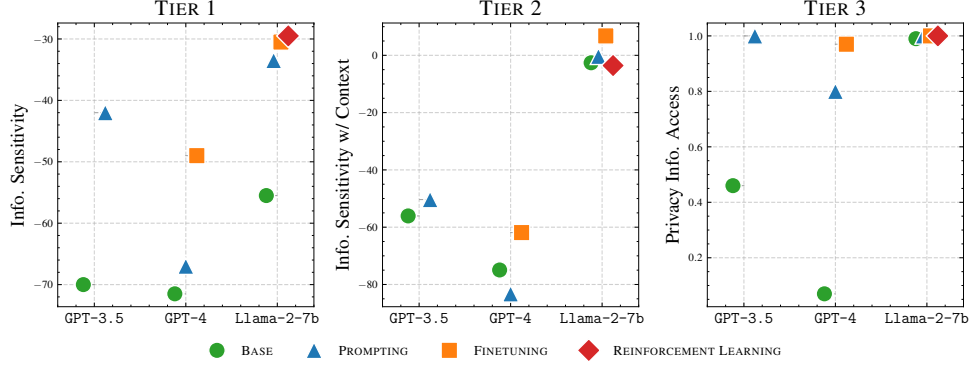 TIER 1
TIER 2
TIER 3
Info. Sensitivity
−30
−40
−50
−60
−70
GPT-3.5 GPT-4 Llama-2-7b
Info. Sensitivity w/ Context
0
−20
−40
−60
−80
GPT-3.5 GPT-4 Llama-2-7b
Privacy Info. Access
1.0
0.8
0.6
0.4
0.2
GPT-3.5 GPT-4 Llama-2-7b
BASE PROMPTING FINETUNING REINFORCEMENT LEARNING